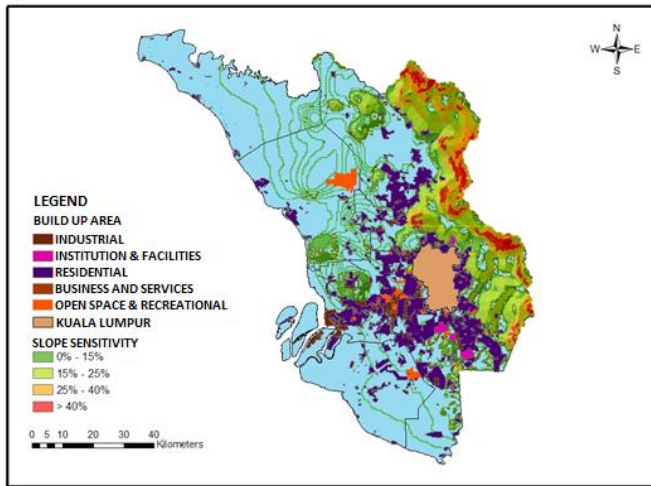 N
W E
S
LEGEND
BUILD UP AREA
INDUSTRIAL
INSTITUTION & FACILITIES
RESIDENTIAL
BUSINESS AND SERVICES
OPEN SPACE & RECREATIONAL
KUALA LUMPUR
SLOPE SENSITIVITY
0% - 15%
15% - 25%
25% - 40%
> 40%
0 5 10 20 30 40
Kilometers